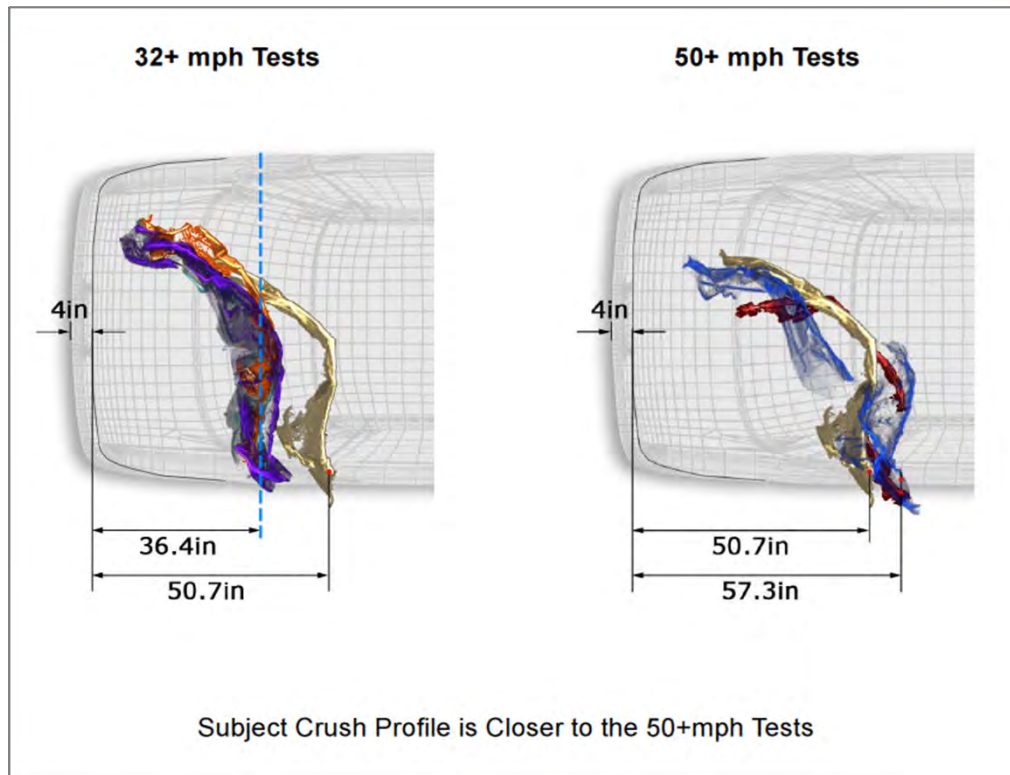 32+ mph Tests
50+ mph Tests
4in
4in
36.4in
50.7in
50.7in
57.3in
Subject Crush Profile is Closer to the 50+mph Tests